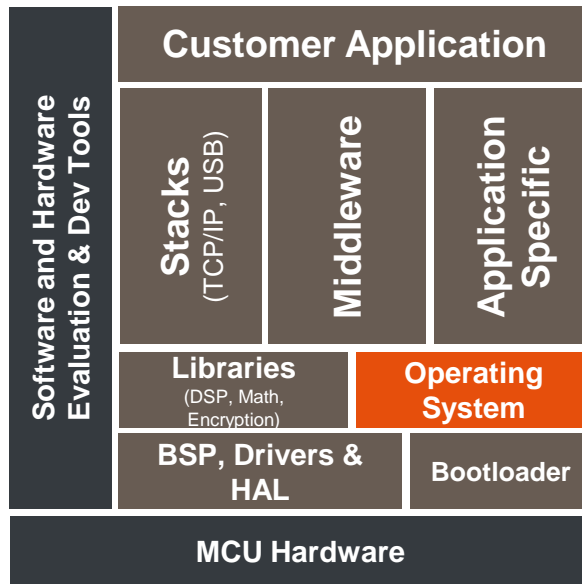 Customer Application
Software and Hardware
Evaluation & Dev Tools
Stacks
(TCP/IP, USB)
Middleware
Application
Specific
Libraries
(DSP, Math,
Encryption)
Operating
System
BSP, Drivers &
HAL
Bootloader
MCU Hardware